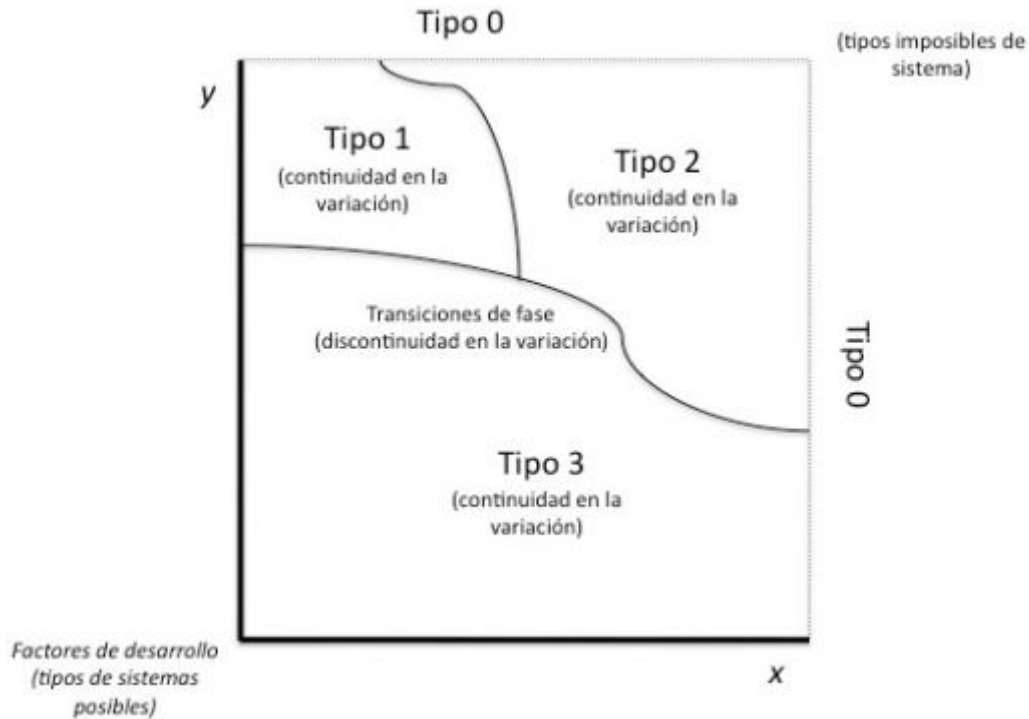 Tipo 0
(tipos imposibles de
sistema)
y
Tipo 1
(continuidad en la
variación)
Tipo 2
(continuidad en la
variación)
Transiciones de fase
(discontinuidad en la variación)
Tipo 0
Tipo 3
(continuidad en la
variación)
Factores de desarrollo
(tipos de sistemas
posibles)
x